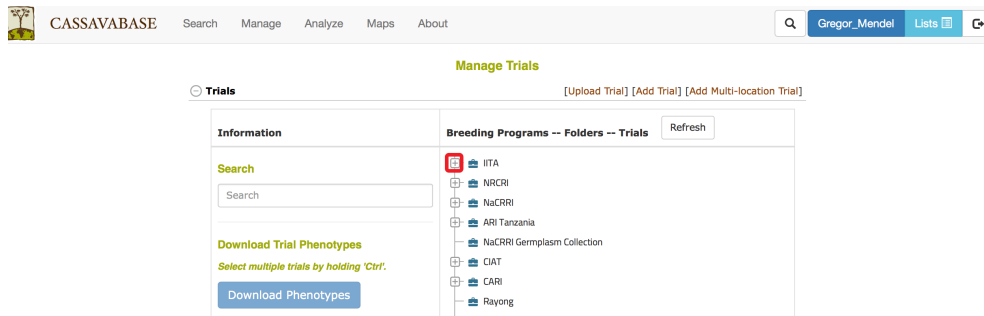 CASSAVABASE Search Manage Analyze Maps About Gregor_Mendel Lists
Manage Trials
Trials [Upload Trial] [Add Trial] [Add Multi-location Trial]
Information Breeding Programs -- Folders -- Trials Refresh
Search
Search
Download Trial Phenotypes
Select multiple trials by holding 'Ctrl'.
Download Phenotypes
IITA
NRCRI
NaCRRI
ARI Tanzania
NaCRRI Germplasm Collection
CIAT
CARI
Rayong